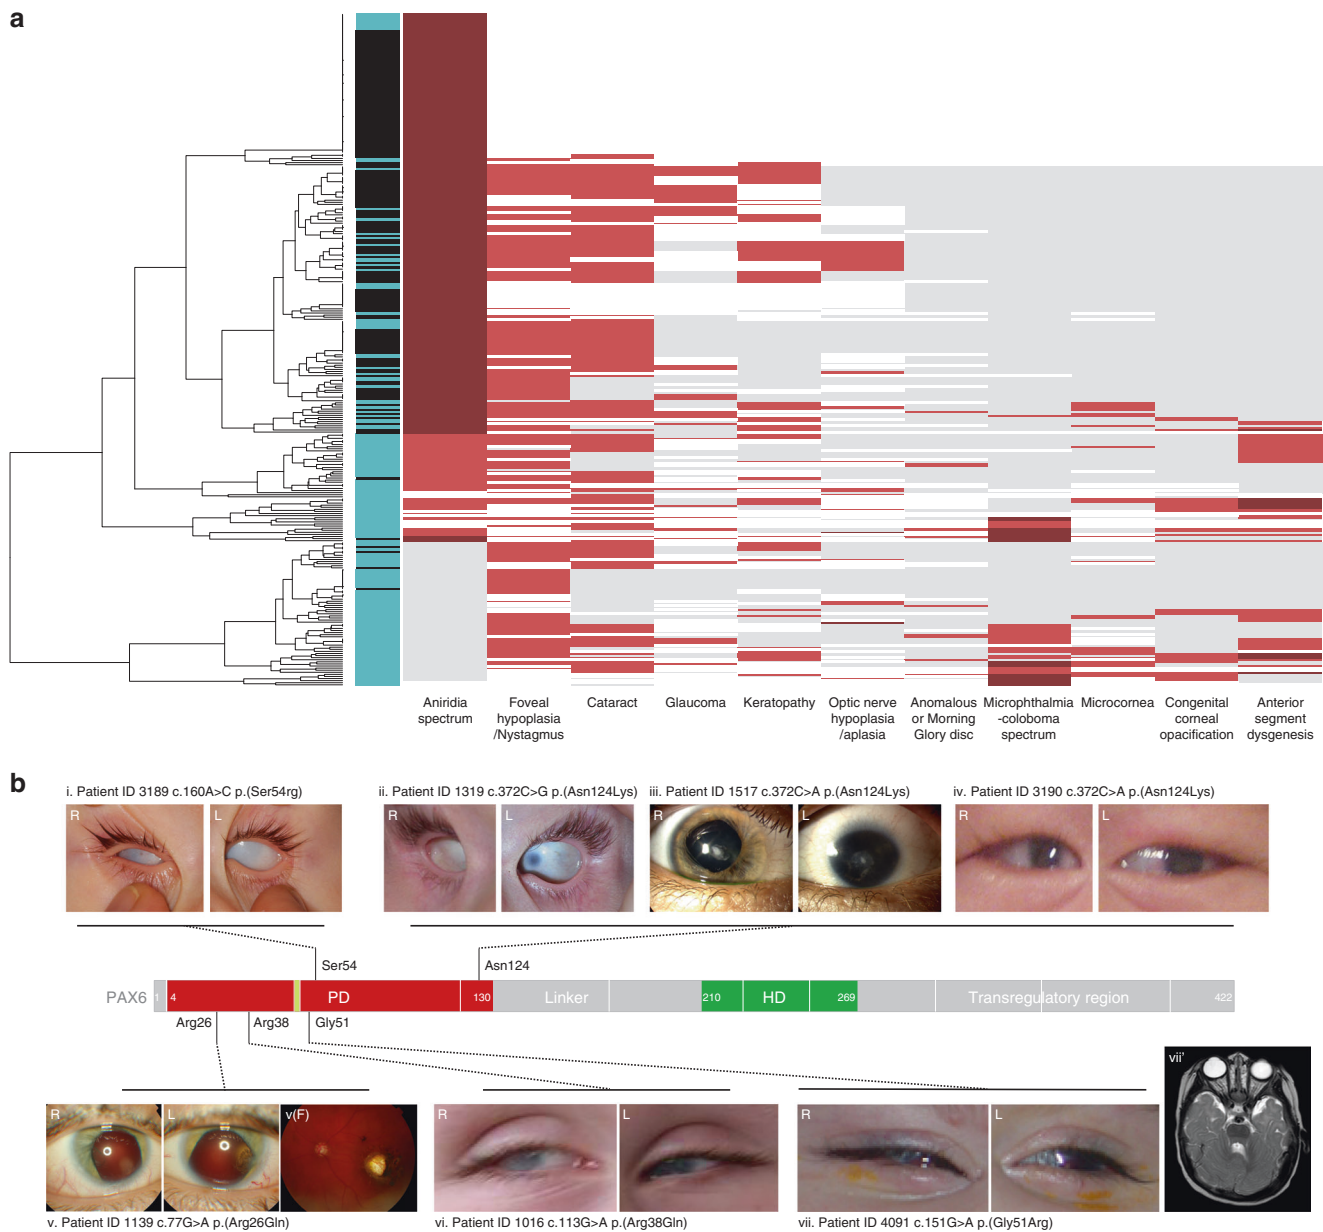 a
Aniridia
spectrum
Foveal
hypoplasia
/Nystagmus
Cataract
Glaucoma
Keratopathy
Optic nerve
hypoplasia
/aplasia
Anomalous
or Morning
Glory disc
Microphthalmia
-coloboma
spectrum
Microcornea
Congenital
corneal
opacification
Anterior
segment
dysgenesis
b
i. Patient ID 3189 c.160A>C p.(Ser54rg)
R
L
ii. Patient ID 1319 c.372C>G p.(Asn124Lys)
R
L
iii. Patient ID 1517 c.372C>A p.(Asn124Lys)
R
L
iv. Patient ID 3190 c.372C>A p.(Asn124Lys)
R
L
Ser54
Asn124
PAX6
1
4
PD
130
Linker
210
HD
269
Transregulatory region
422
Arg26
Arg38
Gly51
R
L
v(F)
v. Patient ID 1139 c.77G>A p.(Arg26Gln)
R
L
vi. Patient ID 1016 c.113G>A p.(Arg38Gln)
R
L
vii. Patient ID 4091 c.151G>A p.(Gly51Arg)
vii'